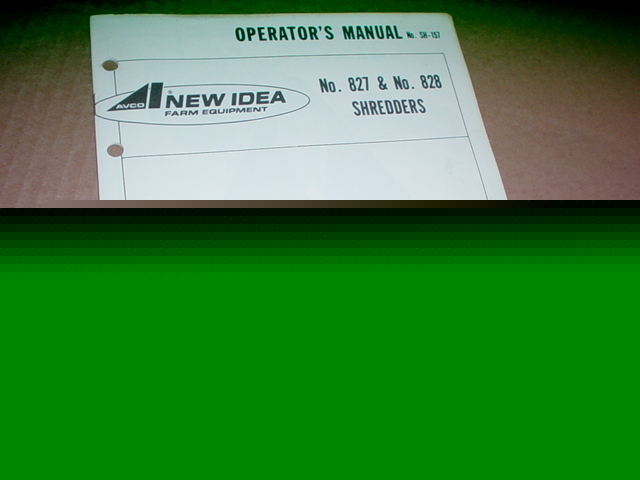 OPERATOR'S MANUAL No. SH-157
No. 827 & No. 828
SHREDDERS
AVCO NEW IDEA
FARM EQUIPMENT